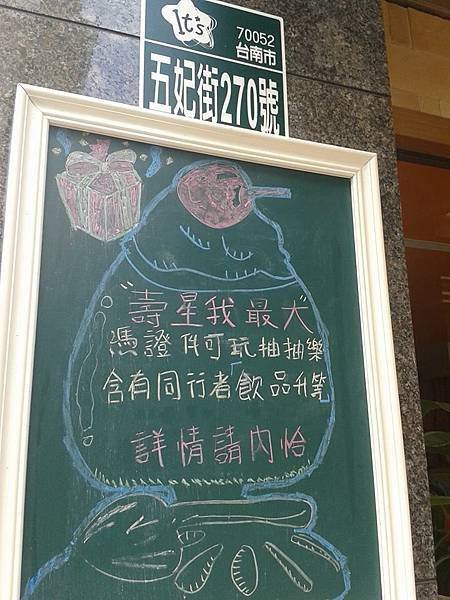 It's
70052
台南市
五妃街270號
"壽星我最大"
憑證件可玩抽抽樂
含有同行者「飲品升等」
詳情請內恰